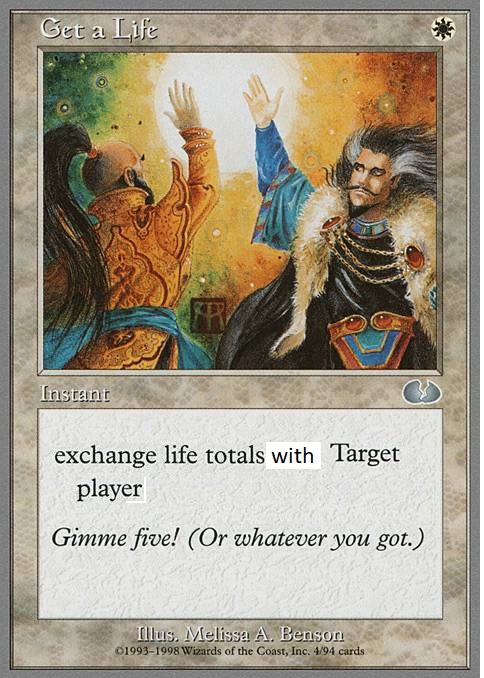 Get a Life
Instant
exchange life totals with Target
player
Gimme five! (Or whatever you got.)
Illus. Melissa A. Benson
©1993-1998 Wizards of the Coast, Inc. 4/94 cards